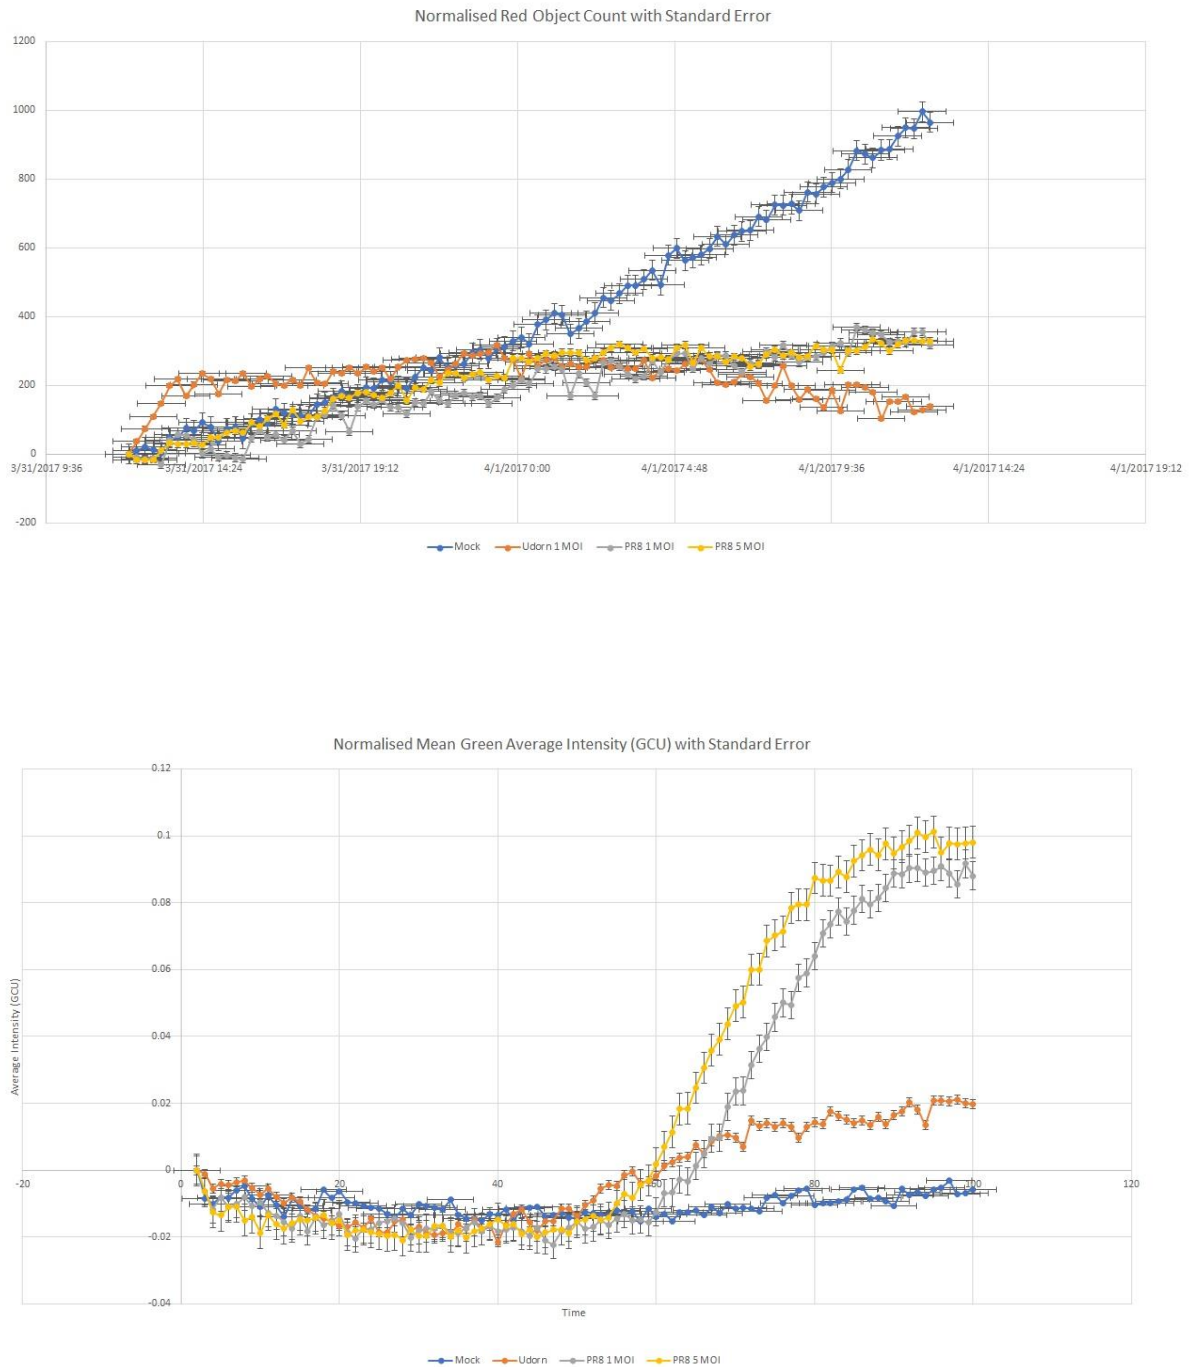 Normalised Red Object Count with Standard Error
1200
1000
800
600
400
200
0
3/31/2017 9:36 3/31/2017 14:24 3/31/2017 19:12 4/1/2017 0:00 4/1/2017 4:48 4/1/2017 9:36 4/1/2017 14:24 4/1/2017 19:12
-200
Mock Udorn 1 MOI PR8 1 MOI PR8 5 MOI
Normalised Mean Green Average Intensity (GCU) with Standard Error
0.12
0.1
0.08
0.06
Average Intensity (GCU)
0.04
0.02
0
-20 0 20 40 60 80 100 120
-0.02
-0.04
Time
Mock Udorn PR8 1 MOI PR8 5 MOI